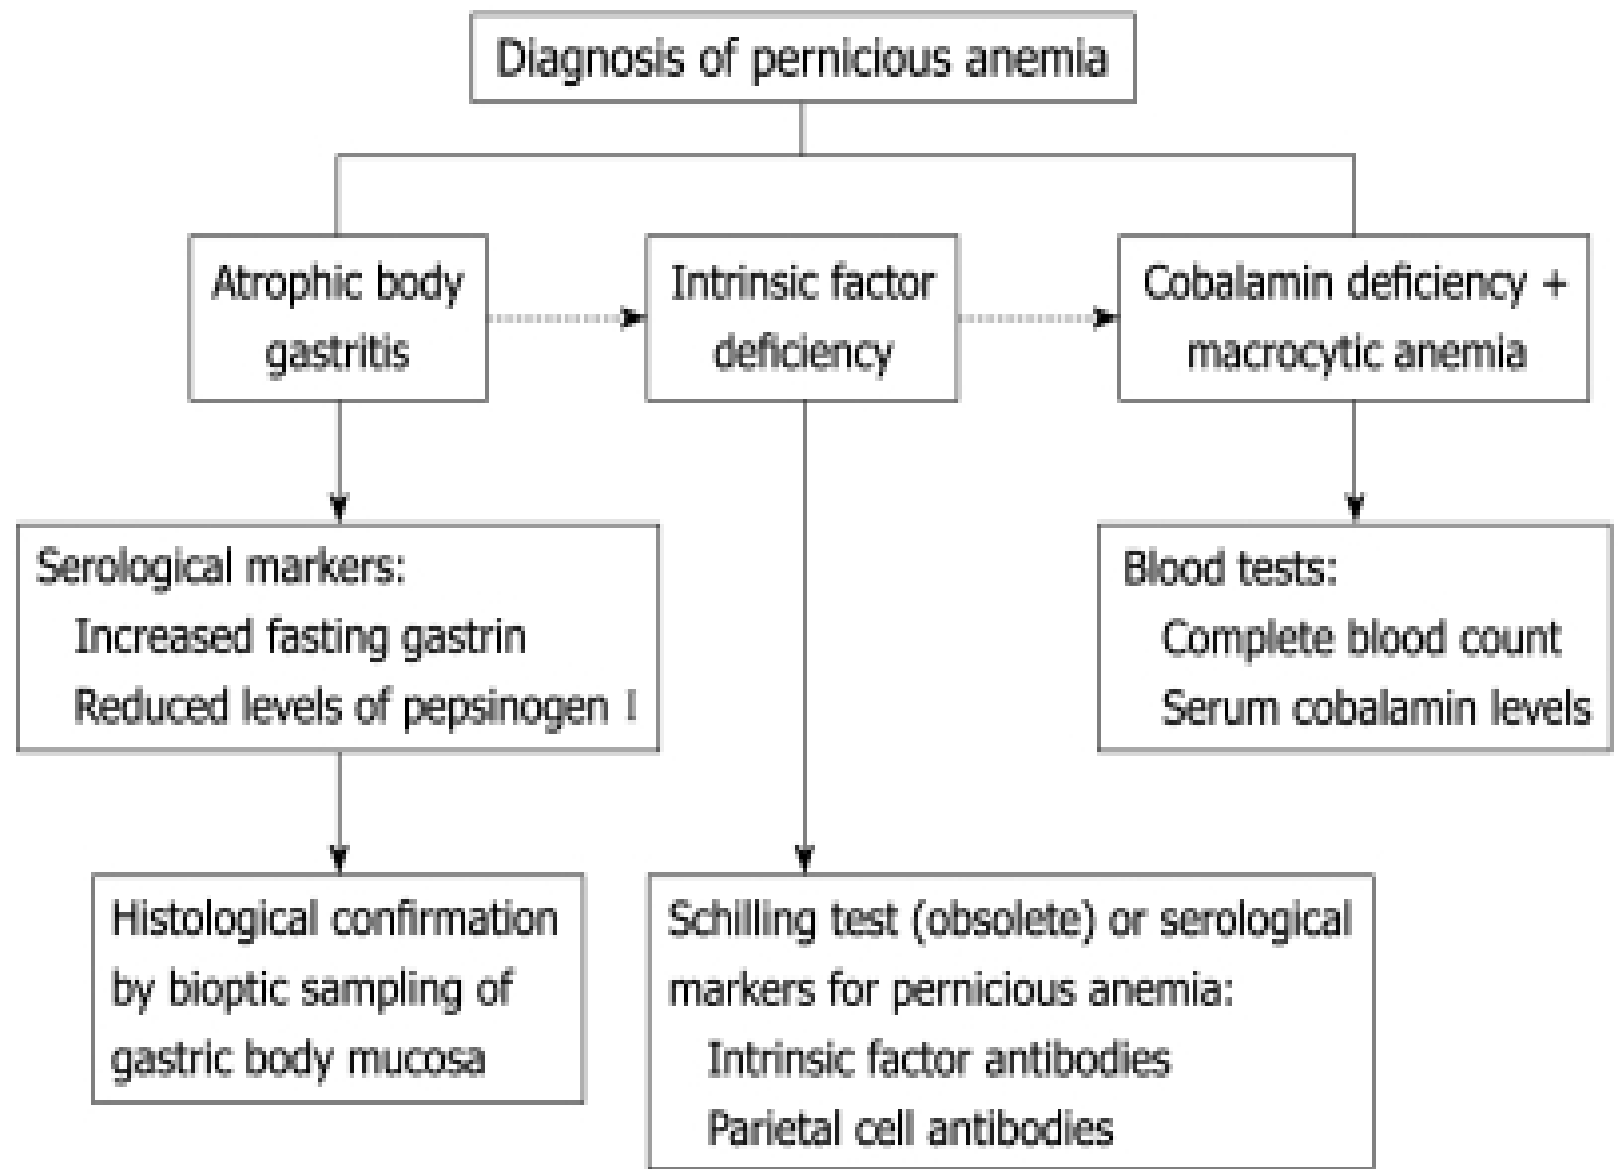 Diagnosis of pernicious anemia
Atrophic body
gastritis
Intrinsic factor
deficiency
Cobalamin deficiency +
macrocytic anemia
Serological markers:
Increased fasting gastrin
Reduced levels of pepsinogen I
Blood tests:
Complete blood count
Serum cobalamin levels
Histological confirmation
by bioptic sampling of
gastric body mucosa
Schilling test (obsolete) or serological
markers for pernicious anemia:
Intrinsic factor antibodies
Parietal cell antibodies